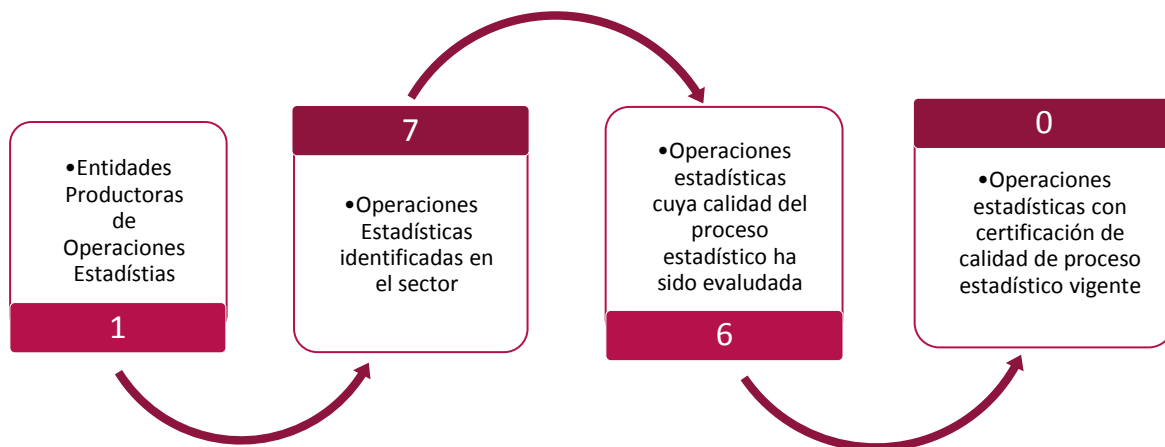 •Entidades
Productoras
de
Operaciones
Estadístias
1
7
•Operaciones
Estadísticas
identificadas en
el sector
•Operaciones
estadísticas
cuya calidad del
proceso
estadístico ha
sido evaludada
6
0
•Operaciones
estadísticas con
certificación de
calidad de proceso
estadístico vigente